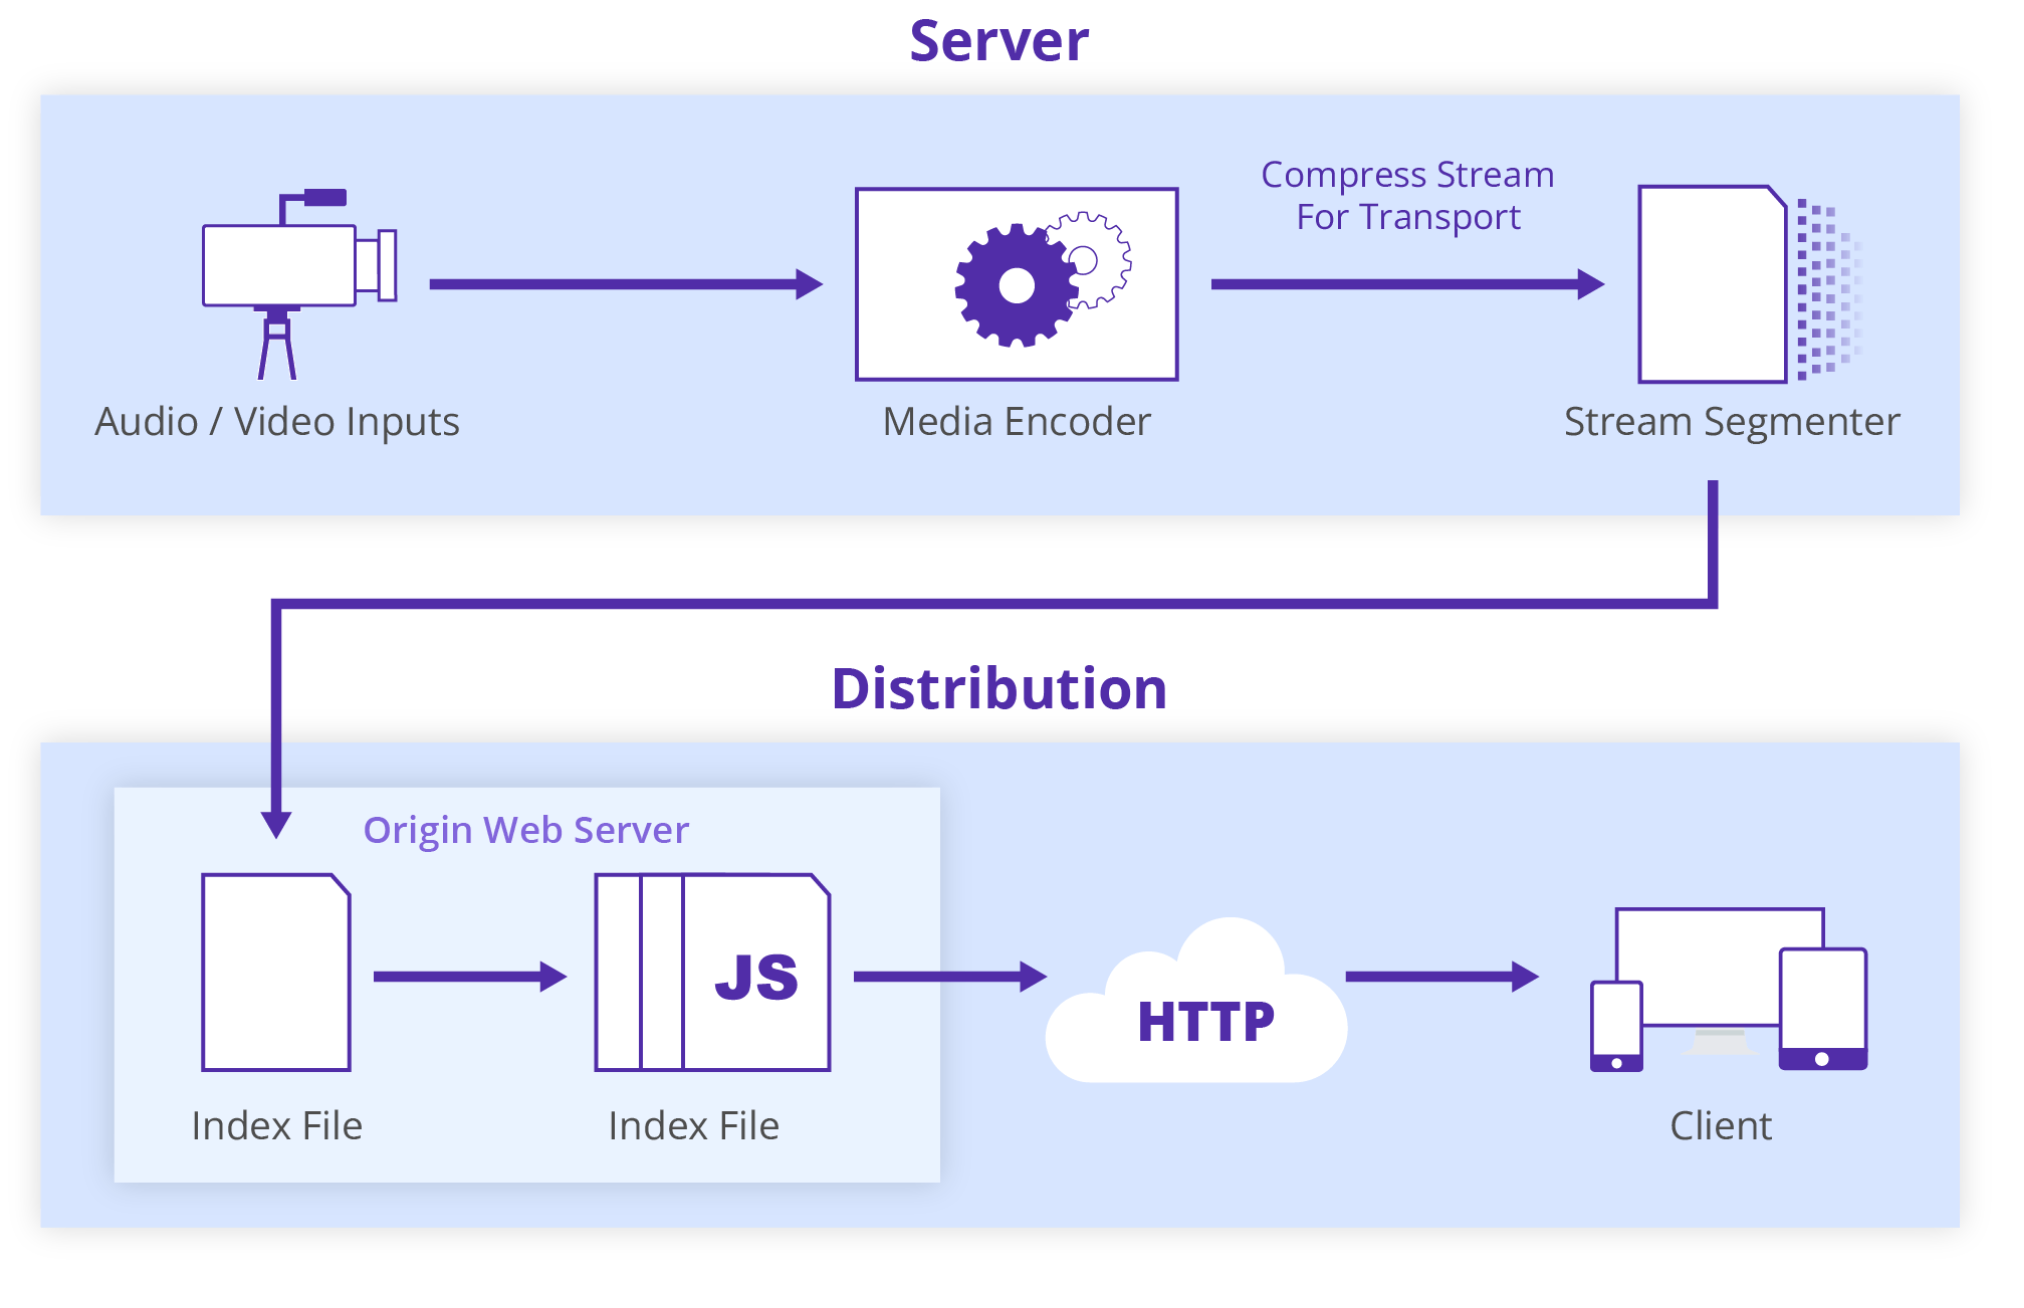 Server
Compress Stream
For Transport
Audio / Video Inputs
Media Encoder
Stream Segmenter
Distribution
Origin Web Server
JS
HTTP
Index File
Index File
Client